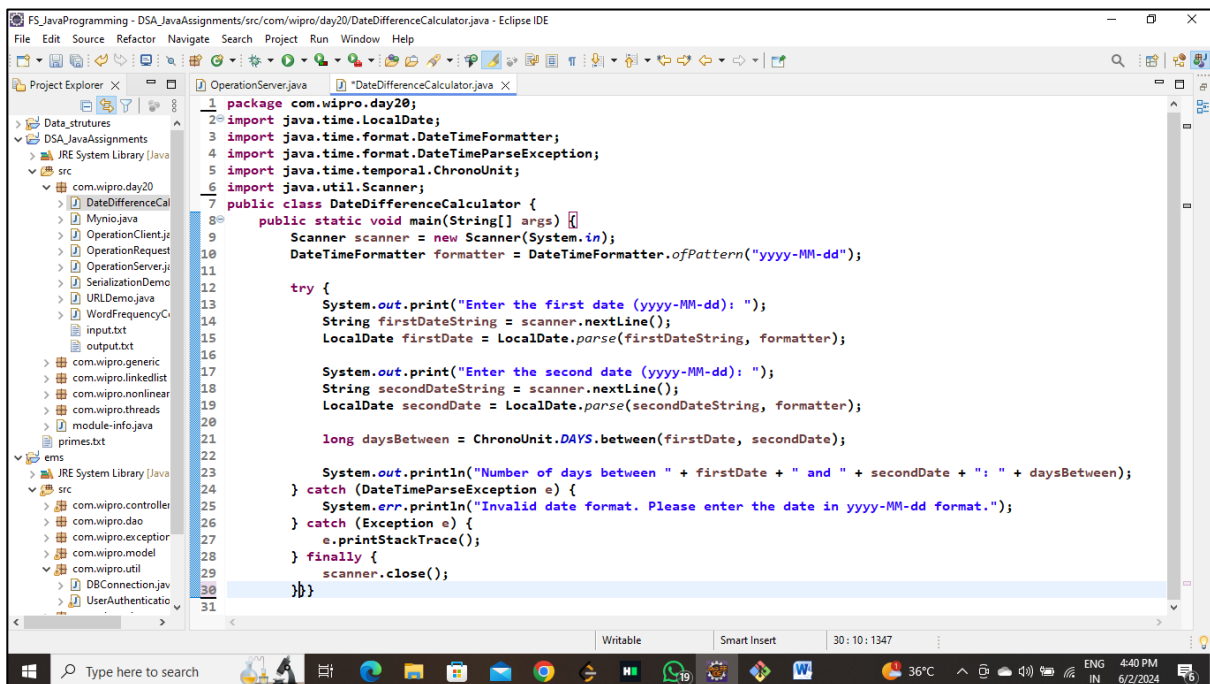 FS_JavaProgramming - DSA_JavaAssignments/src/com/wipro/day20/DateDifferenceCalculator.java - Eclipse IDE
File Edit Source Refactor Navigate Search Project Run Window Help
Project Explorer
OperationServer.java
*DateDifferenceCalculator.java
Data_strutures
DSA_JavaAssignments
JRE System Library [Java
src
com.wipro.day20
DateDifferenceCal
Mynio.java
OperationClient.ja
OperationRequest
OperationServer.ja
SerializationDemo
URLDemo.java
WordFrequencyC
input.txt
output.txt
com.wipro.generic
com.wipro.linkedlist
com.wipro.nonlinear
com.wipro.threads
module-info.java
primes.txt
ems
JRE System Library [Java
src
com.wipro.controller
com.wipro.dao
com.wipro.exception
com.wipro.model
com.wipro.util
DBConnection.jav
UserAuthenticatio
1 package com.wipro.day20;
2 import java.time.LocalDate;
3 import java.time.format.DateTimeFormatter;
4 import java.time.format.DateTimeParseException;
5 import java.time.temporal.ChronoUnit;
6 import java.util.Scanner;
7 public class DateDifferenceCalculator {
8 public static void main(String[] args) {
9 Scanner scanner = new Scanner(System.in);
10 DateTimeFormatter formatter = DateTimeFormatter.ofPattern("yyyy-MM-dd");
11
12 try {
13 System.out.print("Enter the first date (yyyy-MM-dd): ");
14 String firstDateString = scanner.nextLine();
15 LocalDate firstDate = LocalDate.parse(firstDateString, formatter);
16
17 System.out.print("Enter the second date (yyyy-MM-dd): ");
18 String secondDateString = scanner.nextLine();
19 LocalDate secondDate = LocalDate.parse(secondDateString, formatter);
20
21 long daysBetween = ChronoUnit.DAYS.between(firstDate, secondDate);
22
23 System.out.println("Number of days between " + firstDate + " and " + secondDate + ": " + daysBetween);
24 } catch (DateTimeParseException e) {
25 System.err.println("Invalid date format. Please enter the date in yyyy-MM-dd format.");
26 } catch (Exception e) {
27 e.printStackTrace();
28 } finally {
29 scanner.close();
30 }}}
31
Writable Smart Insert 30 : 10 : 1347
Type here to search
19
36°C
ENG
IN
4:40 PM
6/2/2024
6